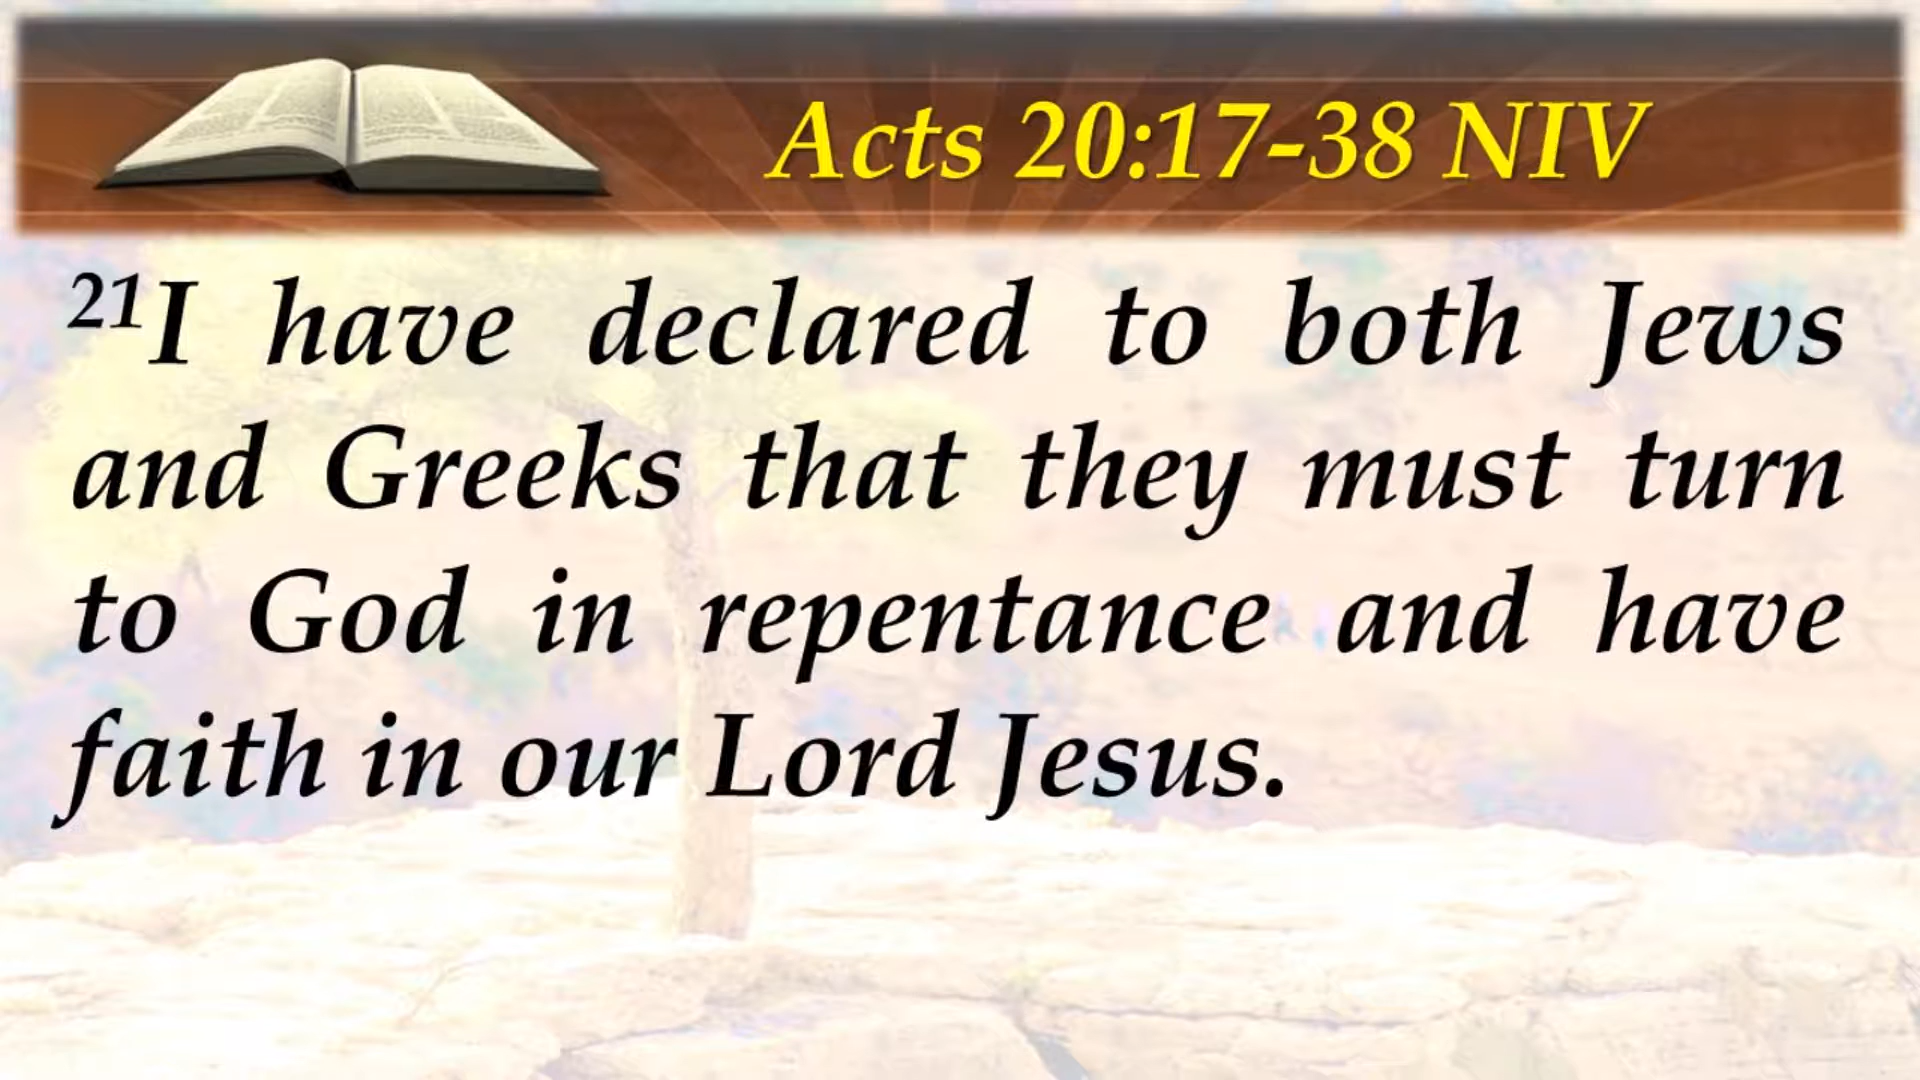 Acts 20:17-38 NIV
21I have declared to both Jews
and Greeks that they must turn
to God in repentance and have
faith in our Lord Jesus.